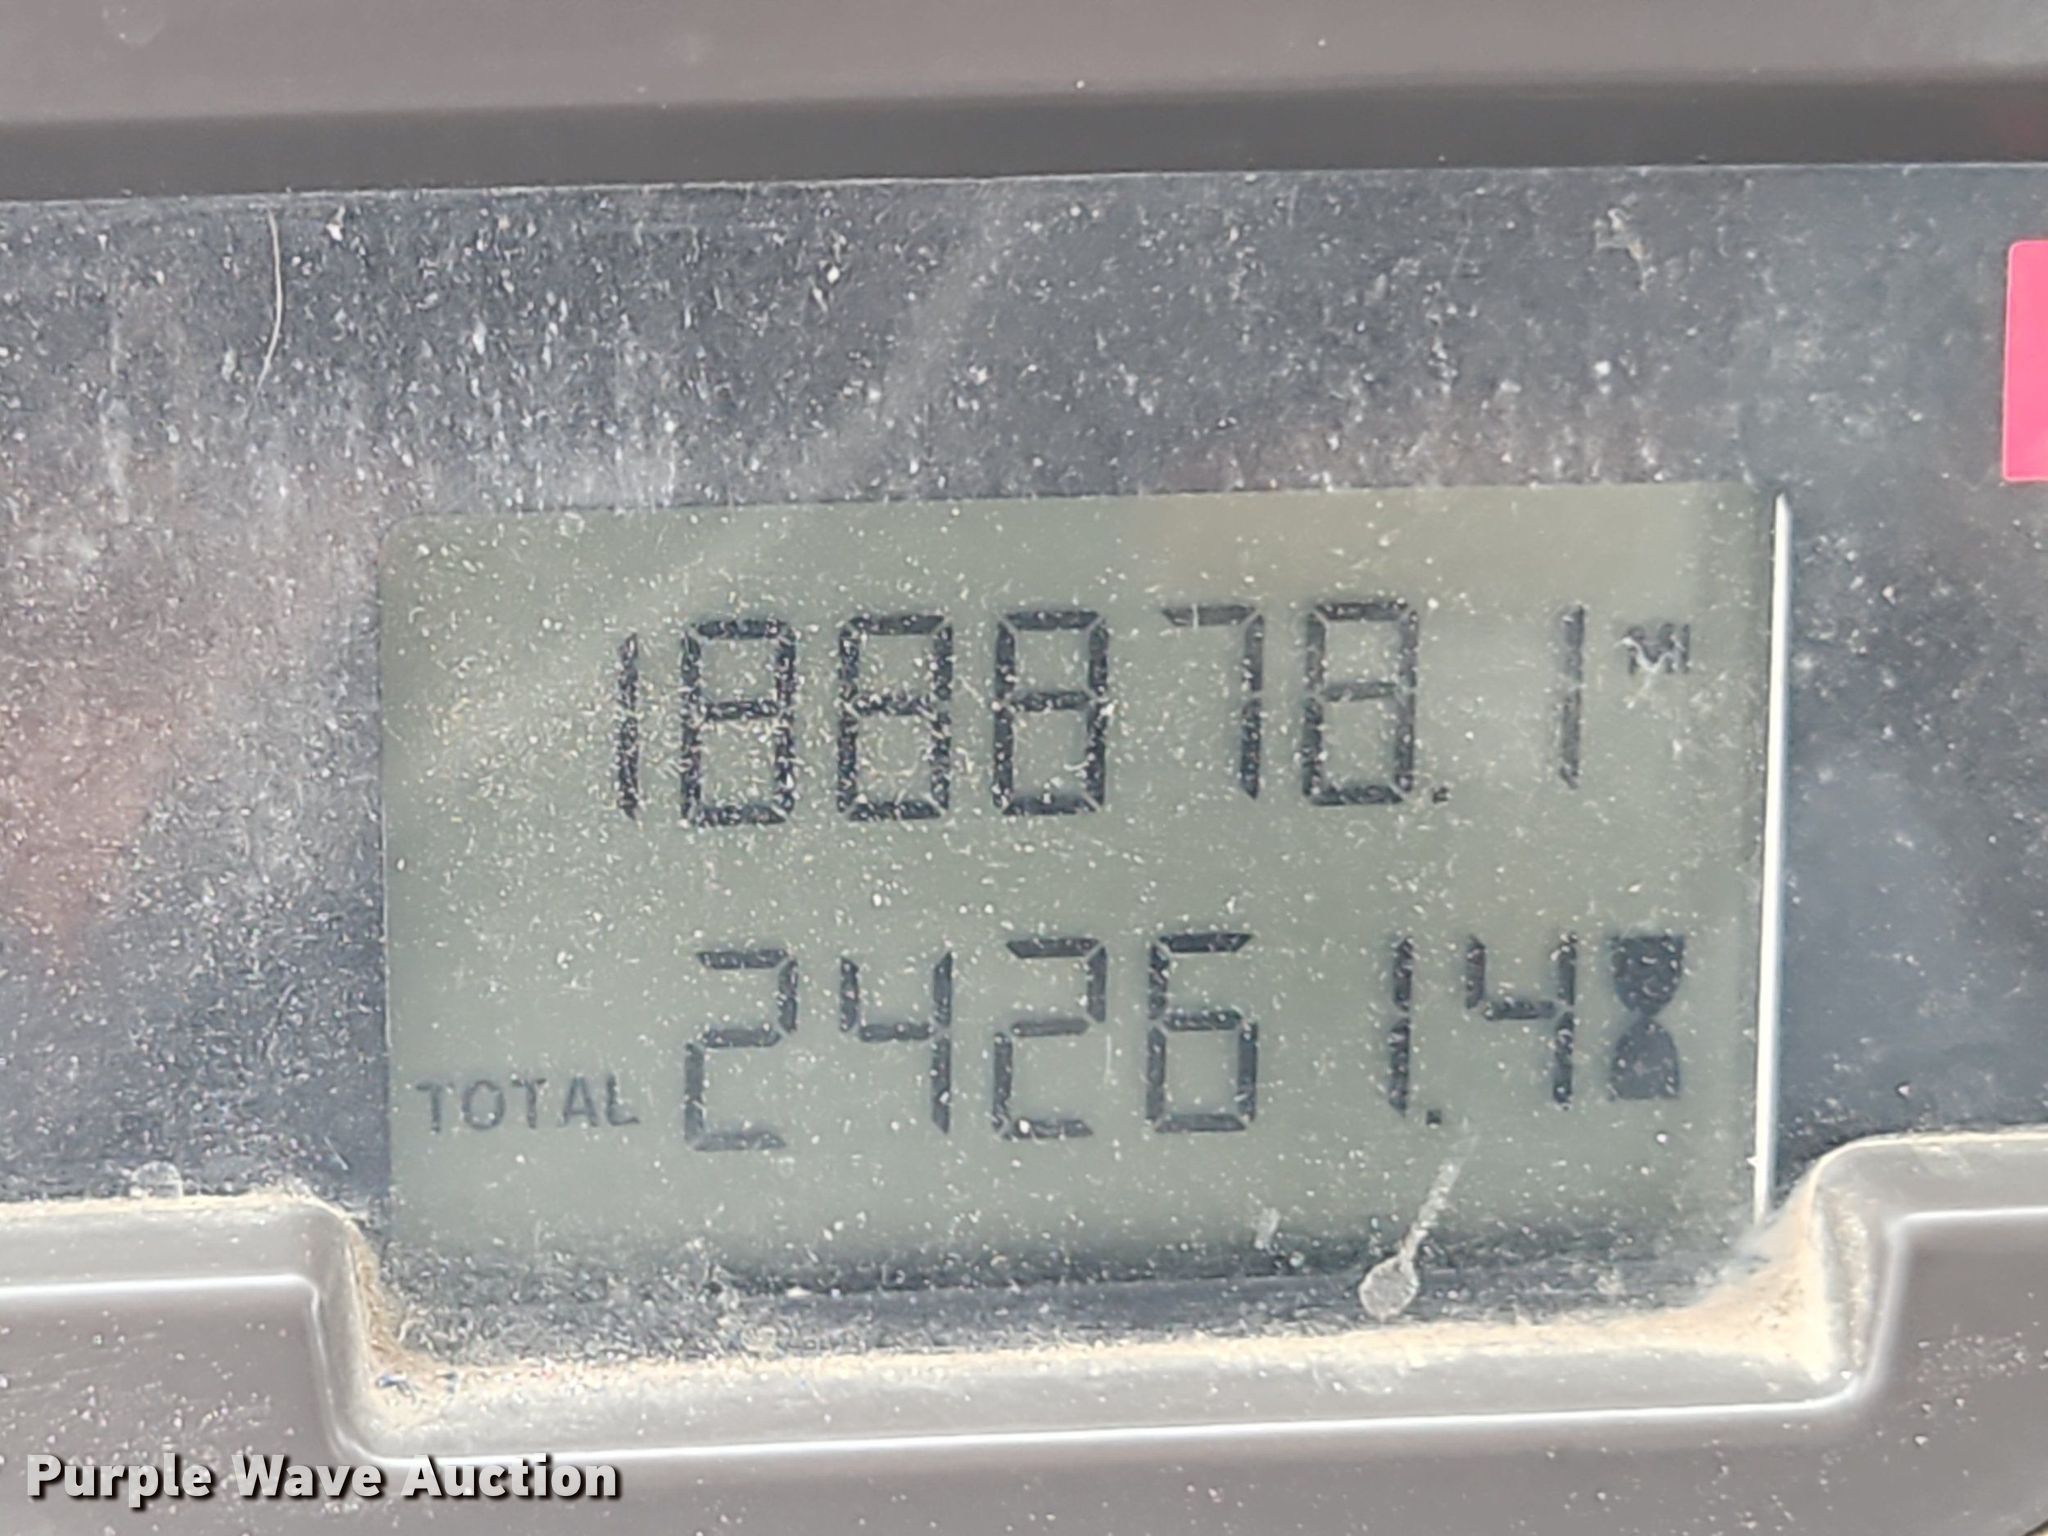 188878.1 MI
TOTAL 24261.4
Purple Wave Auction